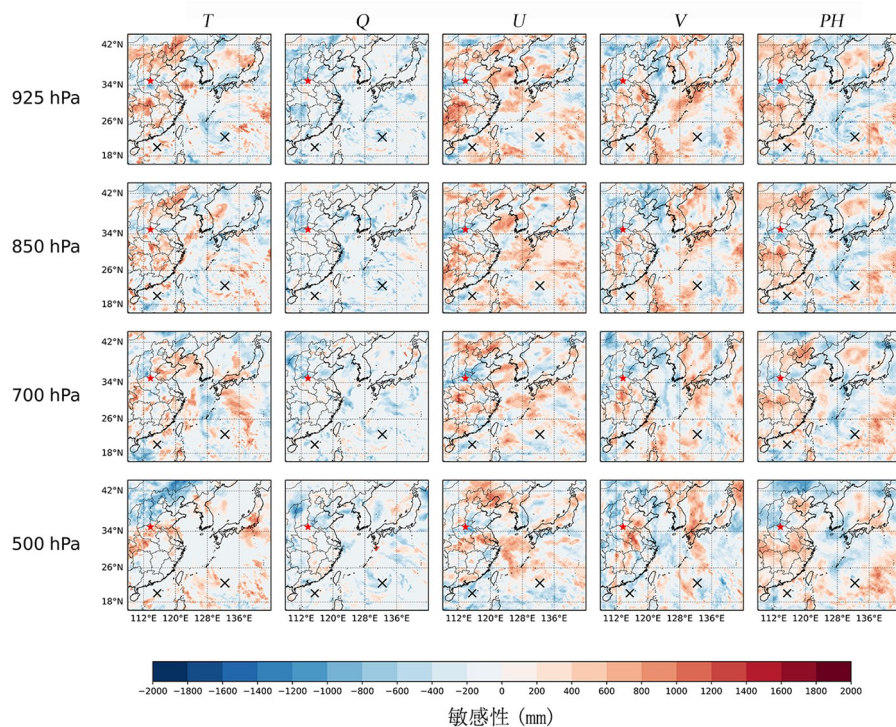 T Q U V PH
42°N
34°N
925 hPa
26°N
18°N
42°N
34°N
850 hPa
26°N
18°N
42°N
34°N
700 hPa
26°N
18°N
42°N
34°N
500 hPa
26°N
18°N
112°E 120°E 128°E 136°E 112°E 120°E 128°E 136°E 112°E 120°E 128°E 136°E 112°E 120°E 128°E 136°E 112°E 120°E 128°E 136°E
−2000 −1800 −1600 −1400 −1200 −1000 −800 −600 −400 −200 0 200 400 600 800 1000 1200 1400 1600 1800 2000
敏感性 (mm)